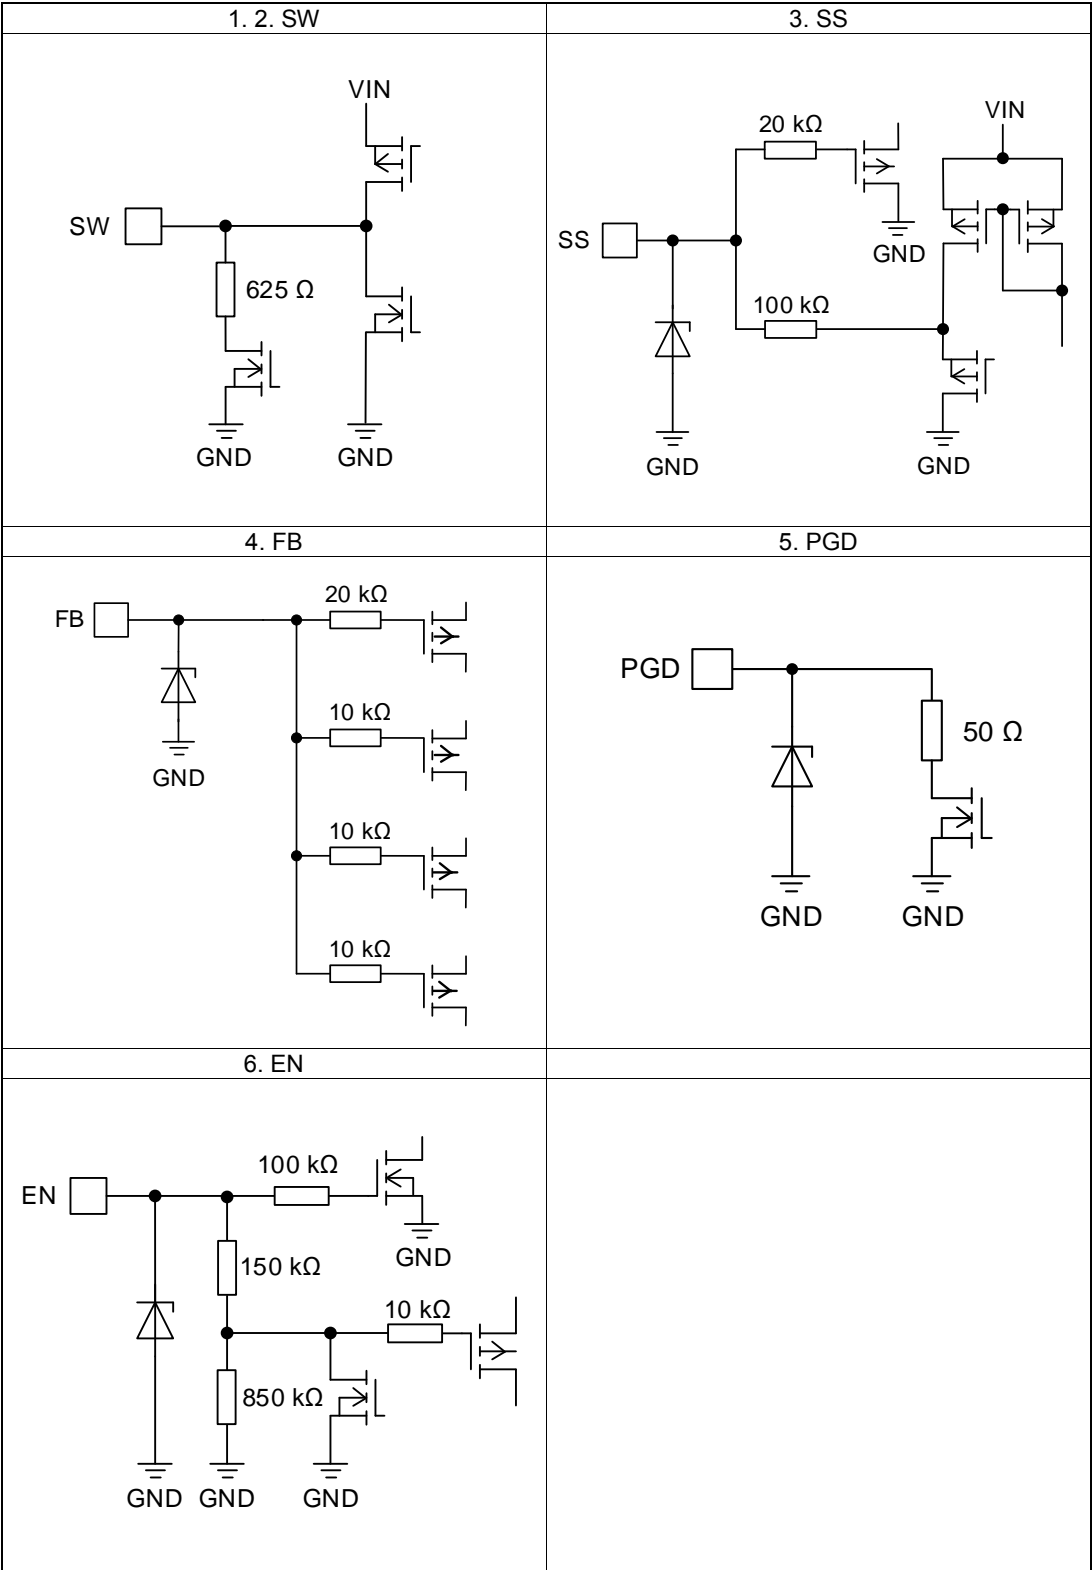 1. 2. SW
3. SS
VIN
SW
625 Ω
GND
GND
VIN
20 kΩ
SS
GND
100 kΩ
GND
GND
4. FB
5. PGD
20 kΩ
FB
10 kΩ
GND
10 kΩ
10 kΩ
PGD
50 Ω
GND
GND
6. EN
100 kΩ
EN
GND
150 kΩ
10 kΩ
850 kΩ
GND
GND
GND